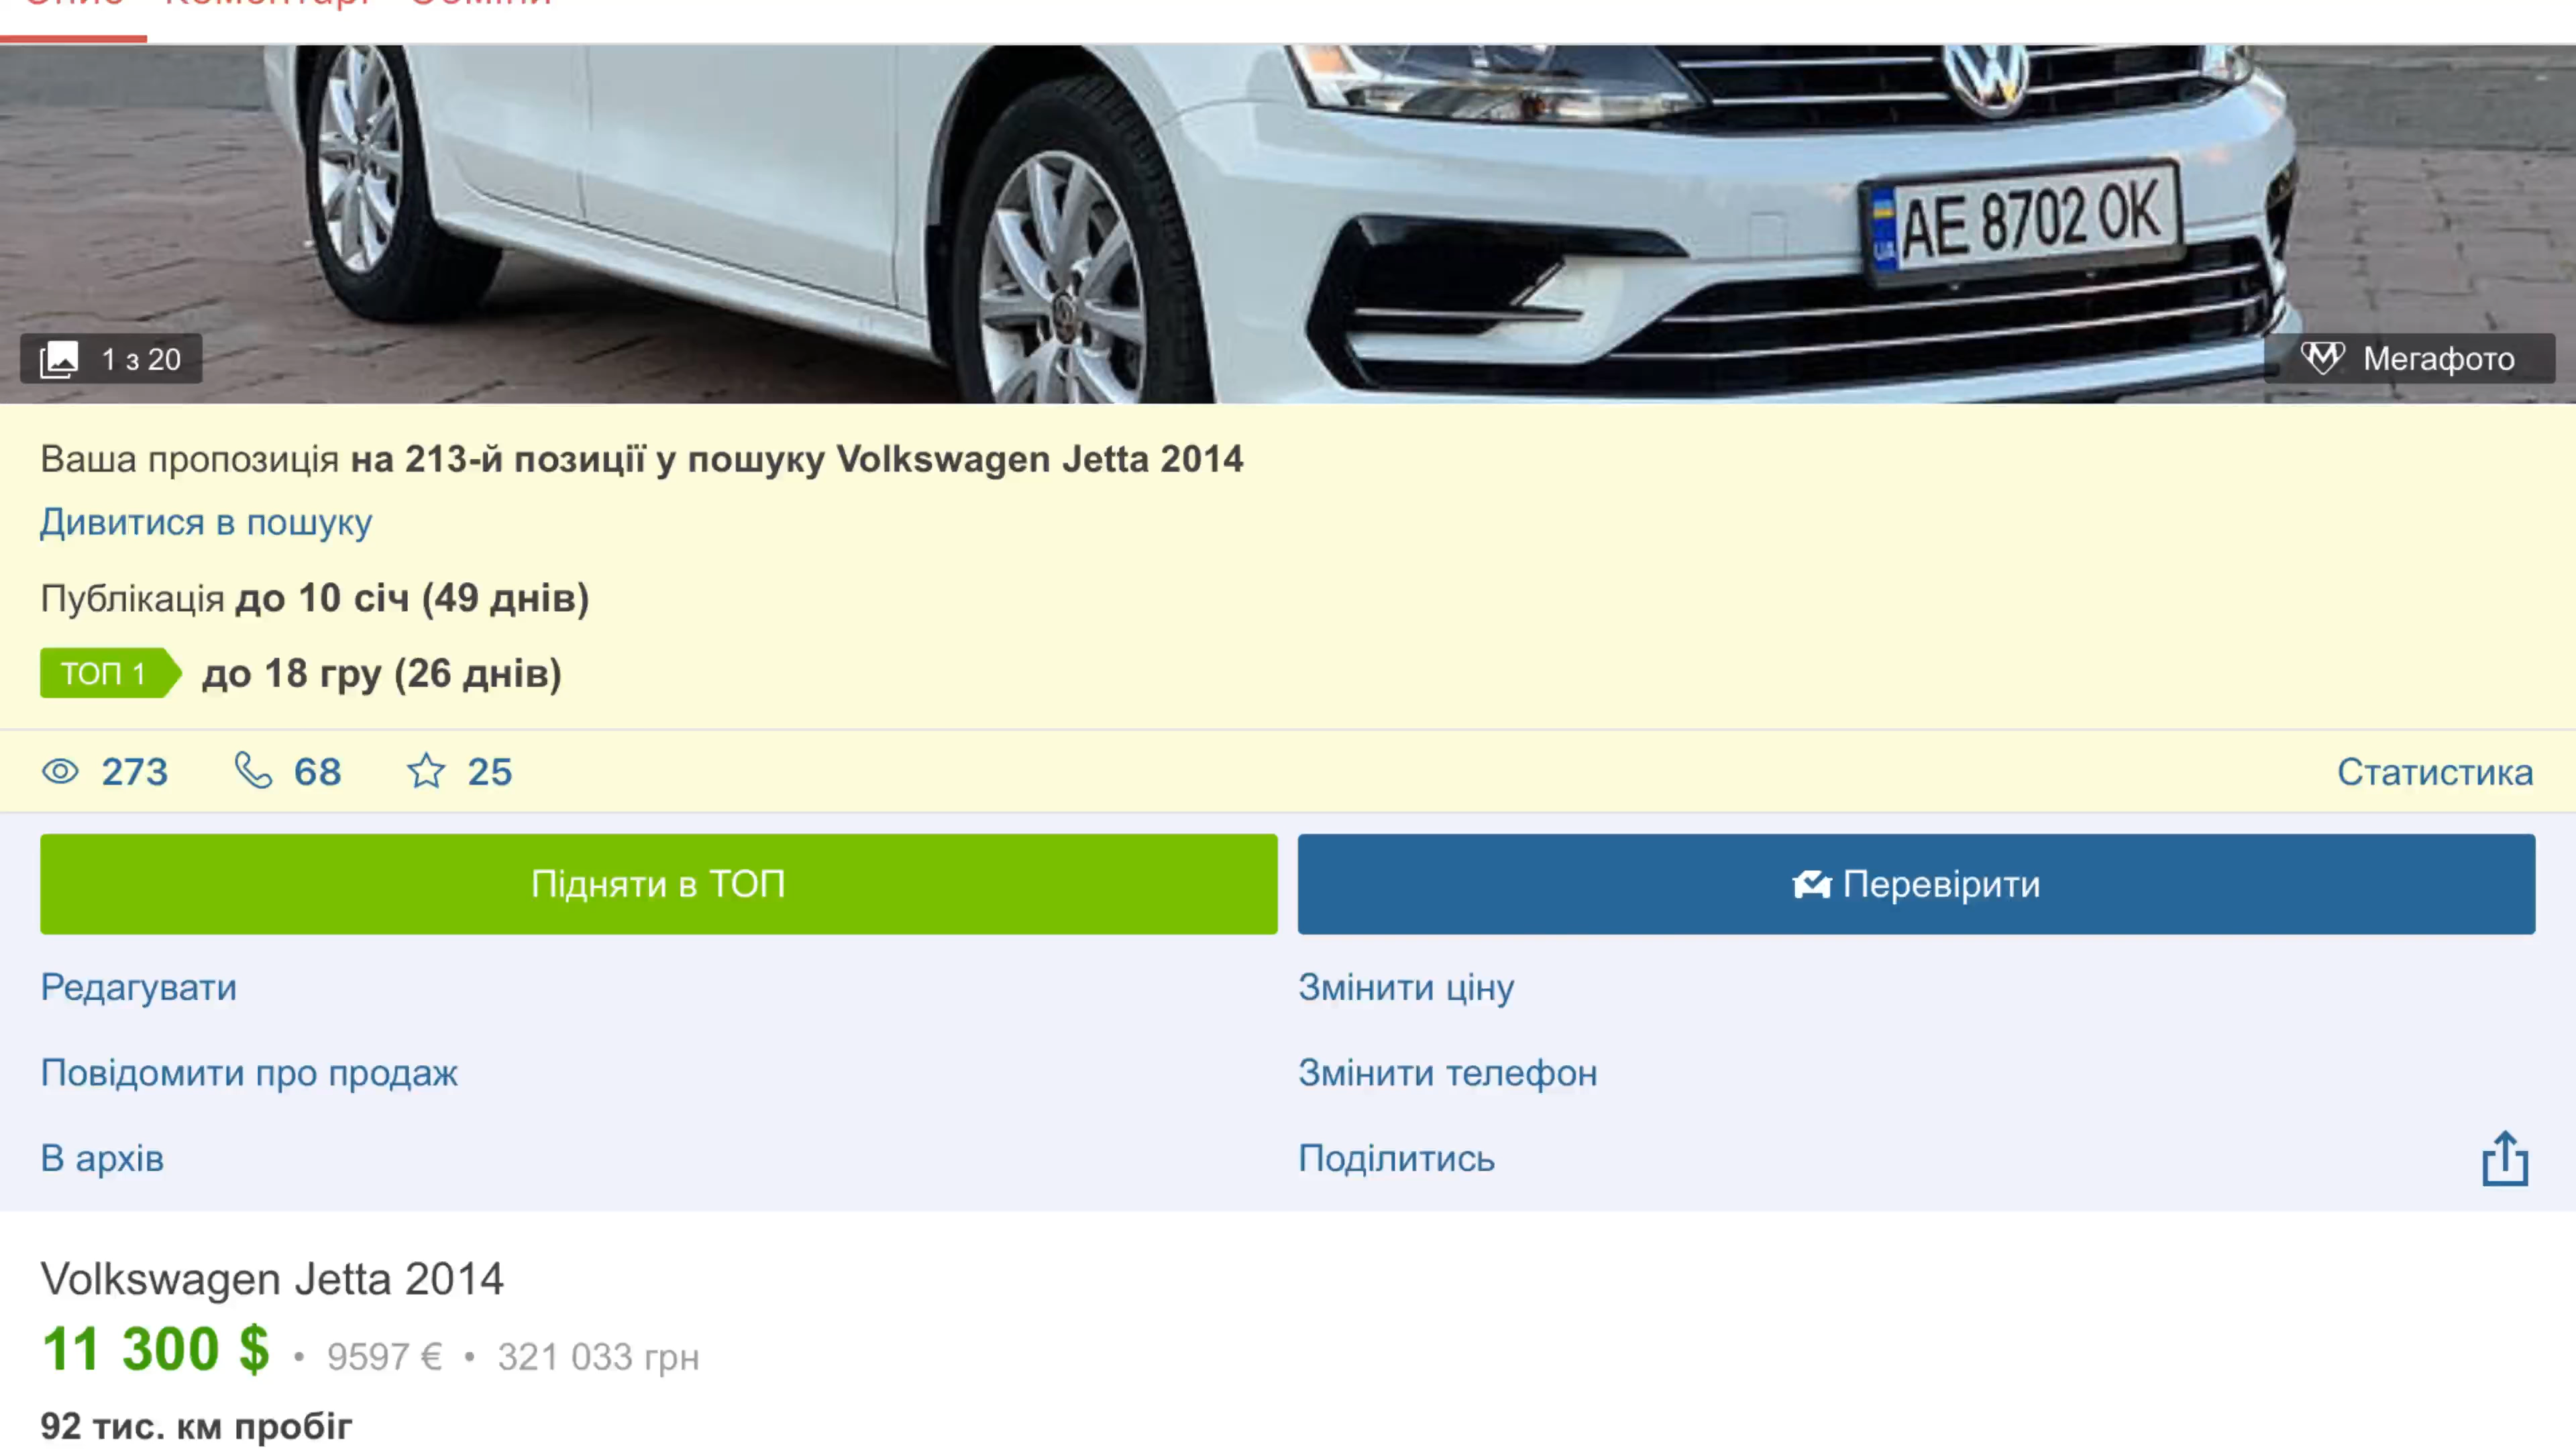 AE 8702 OK
UA
1 з 20
Мегафото
Ваша пропозиція на 213-й позиції у пошуку Volkswagen Jetta 2014
Дивитися в пошуку
Публікація до 10 січ (49 днів)
ТОП 1 до 18 гру (26 днів)
273 68 25 Статистика
Підняти в ТОП
Перевірити
Редагувати
Змінити ціну
Повідомити про продаж
Змінити телефон
В архів
Поділитись
Volkswagen Jetta 2014
11 300 $ • 9597 € • 321 033 грн
92 тис. км пробіг